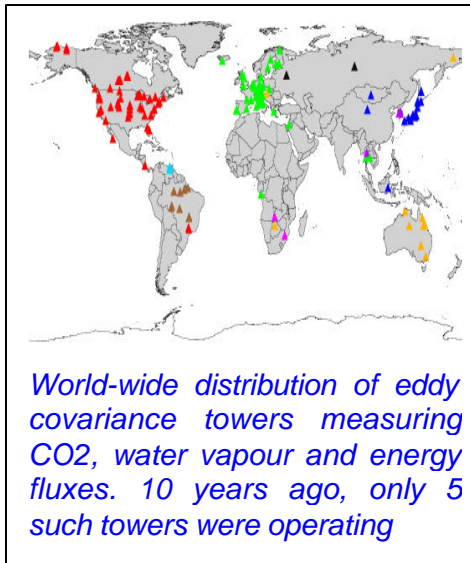 World-wide distribution of eddy
covariance towers measuring
CO2, water vapour and energy
fluxes. 10 years ago, only 5
such towers were operating